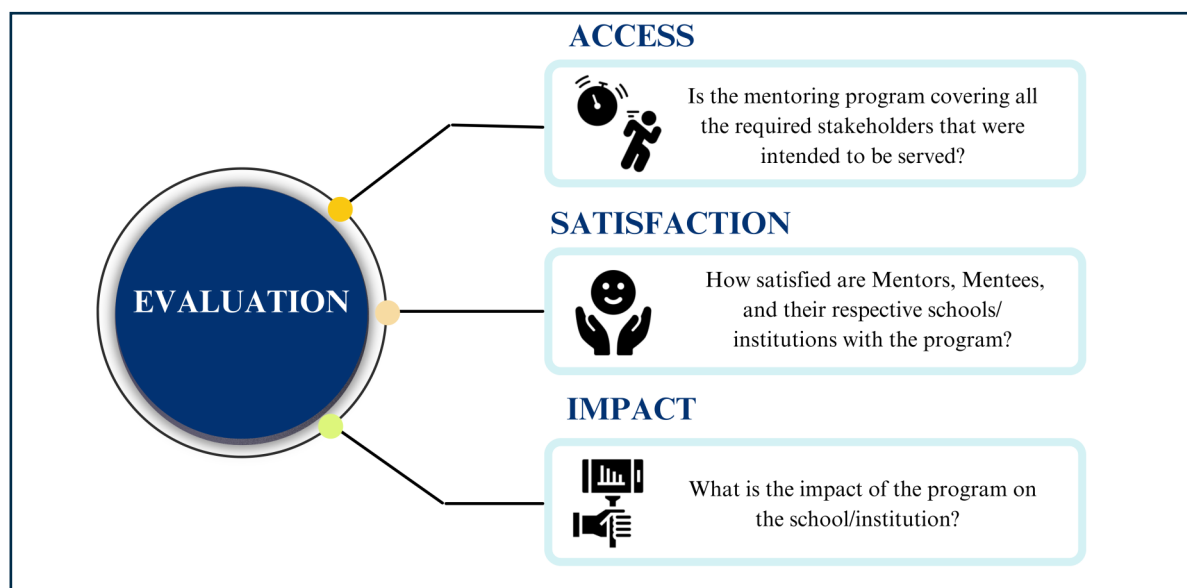 EVALUATION
ACCESS
Is the mentoring program covering all
the required stakeholders that were
intended to be served?
SATISFACTION
How satisfied are Mentors, Mentees,
and their respective schools/
institutions with the program?
IMPACT
What is the impact of the program on
the school/institution?